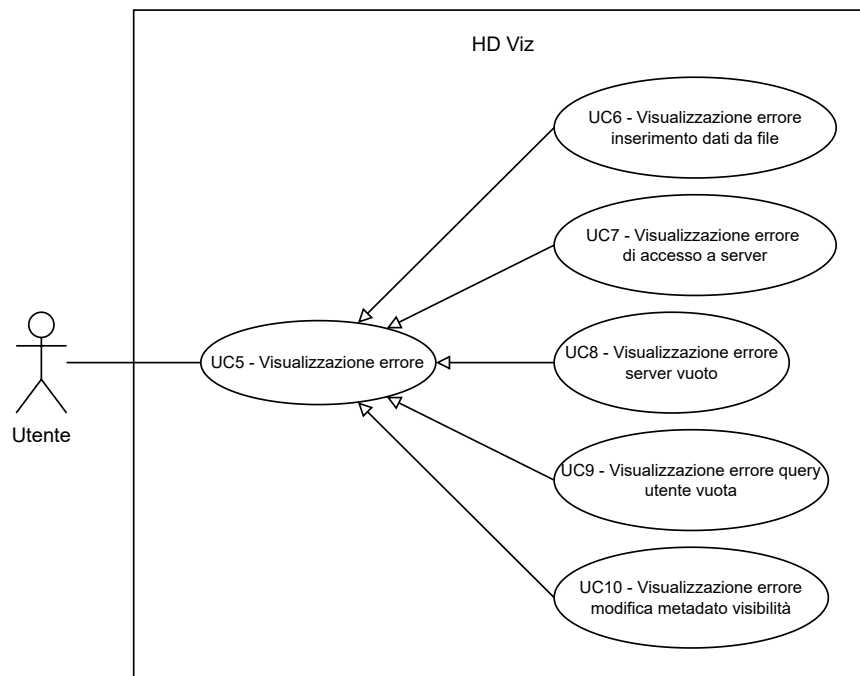 HD Viz
UC6 - Visualizzazione errore
inserimento dati da file
UC7 - Visualizzazione errore
di accesso a server
UC5 - Visualizzazione errore
UC8 - Visualizzazione errore
server vuoto
Utente
UC9 - Visualizzazione errore query
utente vuota
UC10 - Visualizzazione errore
modifica metadato visibilità